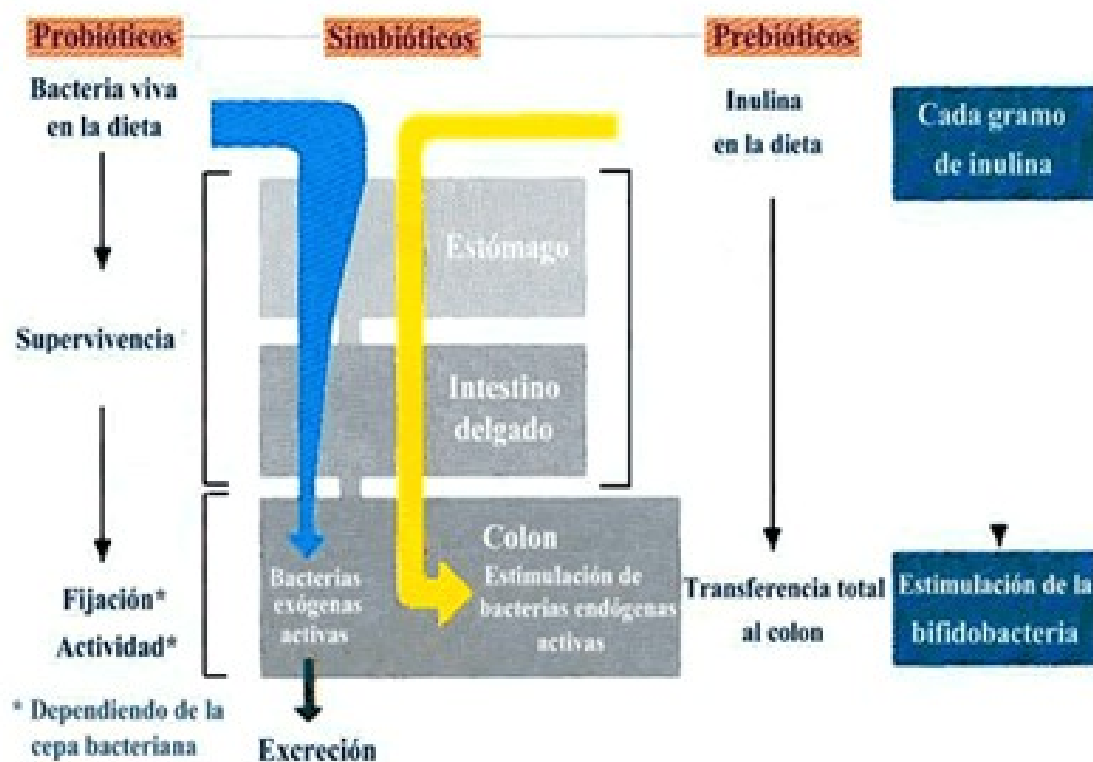 Probióticos
Simbióticos
Prebióticos
Bacteria viva
en la dieta
Inulina
en la dieta
Cada gramo
de inulina
Estómago
Supervivencia
Intestino
delgado
Colon
Bacterias
exógenas
activas
Estimulación de
bacterias endógenas
activas
Fijación*
Actividad*
Transferencia total
al colon
Estimulación de la
bifidobacteria
* Dependiendo de la
cepa bacteriana
Excreción